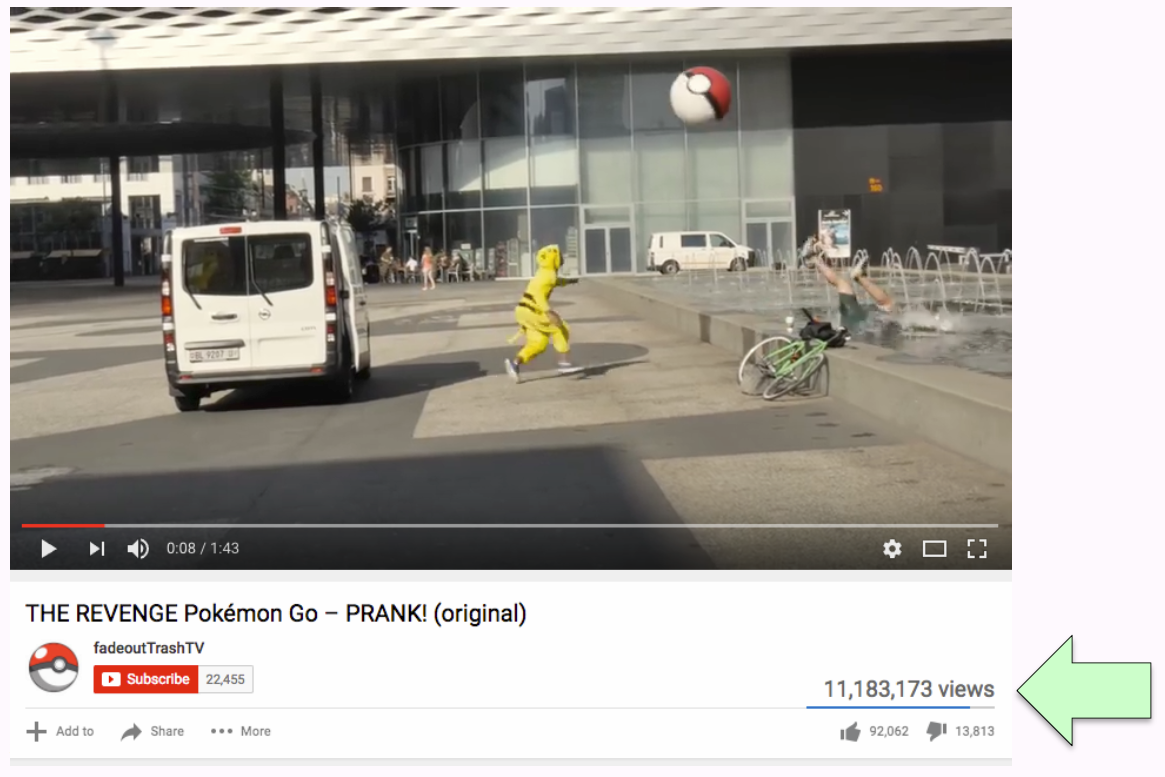 0:08 / 1:43
THE REVENGE Pokémon Go – PRANK! (original)
fadeoutTrashTV
Subscribe 22,455
11,183,173 views
Add to Share More 92,062 13,813